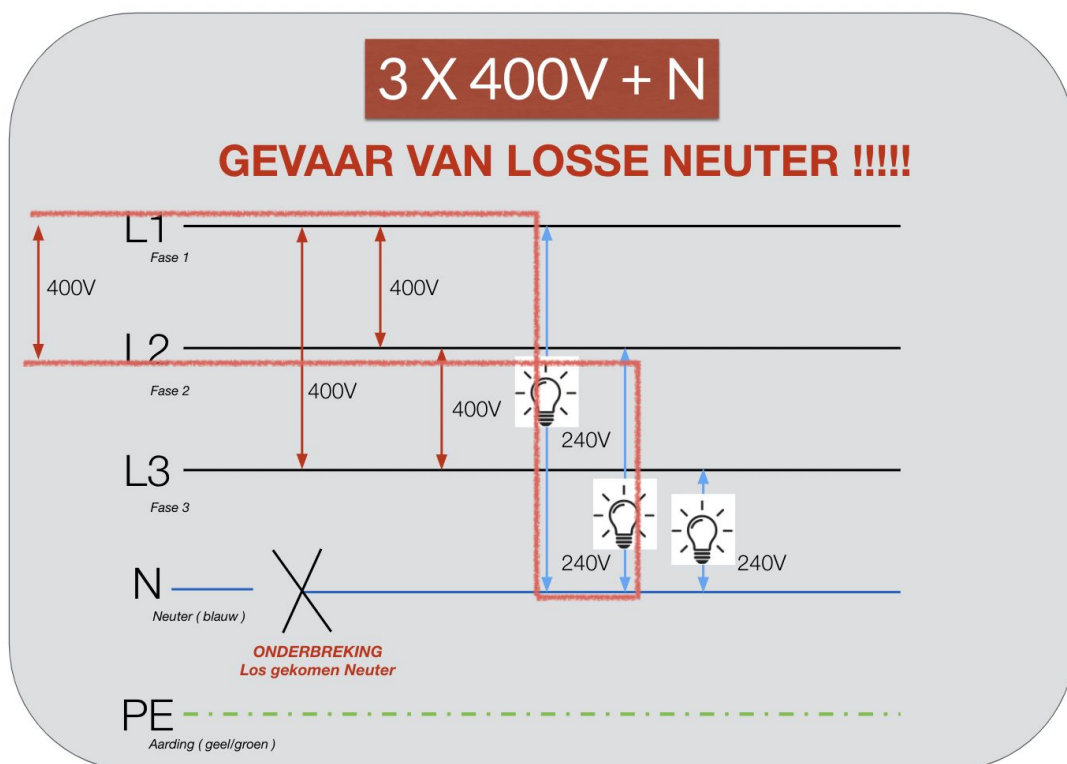 3 X 400V + N
GEVAAR VAN LOSSE NEUTER !!!!!
L1
Fase 1
400V
400V
L2
Fase 2
400V
400V
240V
L3
Fase 3
N
240V
240V
Neuter ( blauw )
ONDERBREKING
Los gekomen Neuter
PE
Aarding ( geel/groen )